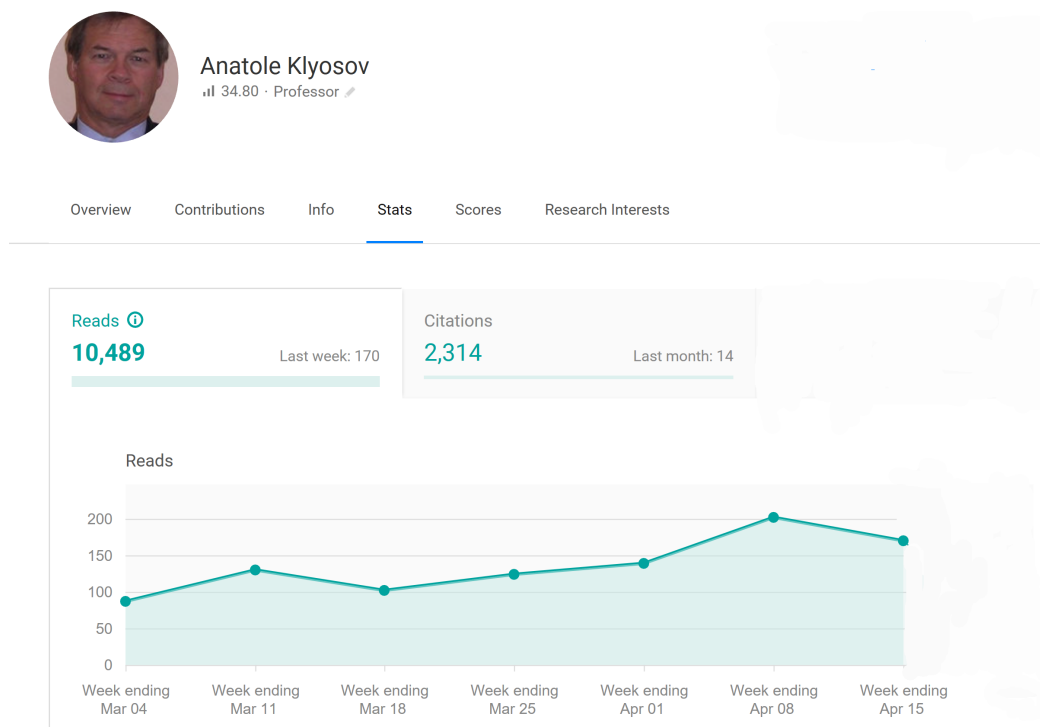 Anatole Klyosov
34.80 · Professor
Overview Contributions Info Stats Scores Research Interests
Reads Citations
10,489 Last week: 170 2,314 Last month: 14
Reads
200
150
100
50
0
Week ending Week ending Week ending Week ending Week ending Week ending Week ending
Mar 04 Mar 11 Mar 18 Mar 25 Apr 01 Apr 08 Apr 15